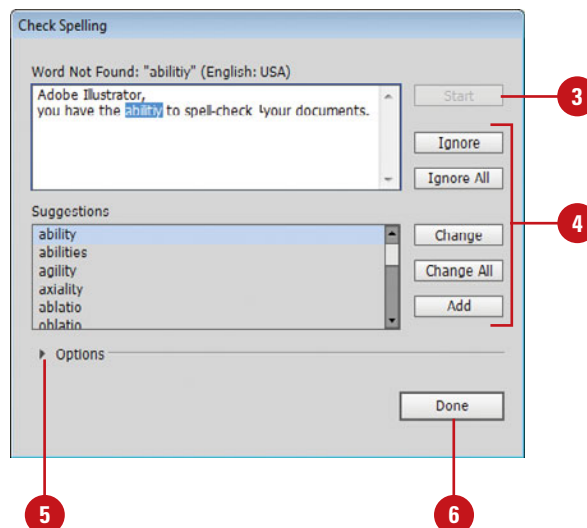 Check Spelling
Word Not Found: "abilitiy" (English: USA)
Adobe Illustrator,
you have the abilitiy to spell-check your documents.
Start
3
Ignore
Ignore All
4
Suggestions
ability
abilities
agility
axiality
ablatio
oblatio
Change
Change All
Add
Options
Done
5
6